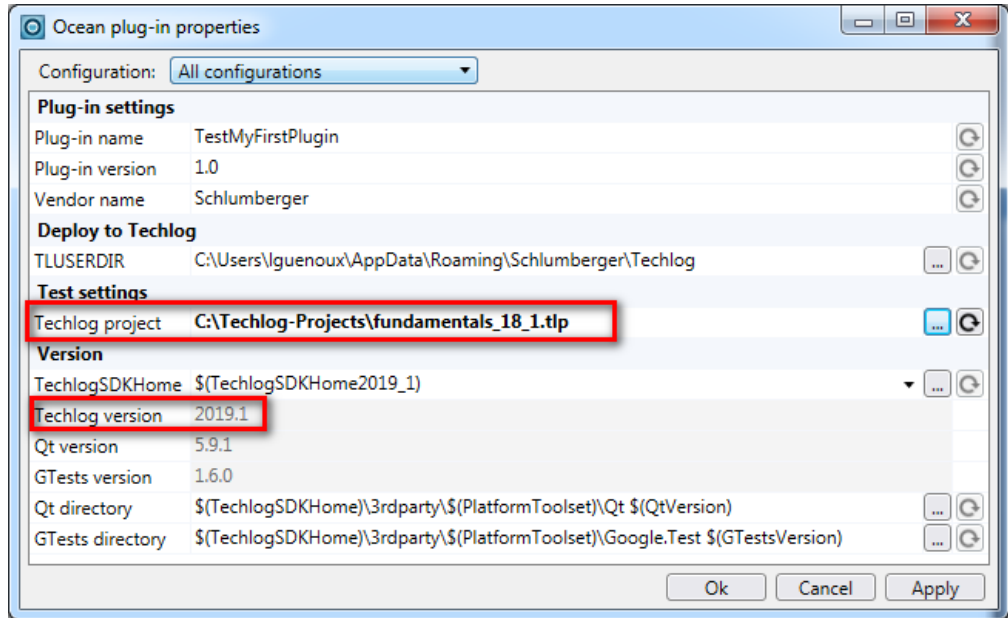 Ocean plug-in properties
Configuration: All configurations
Plug-in settings
Plug-in name TestMyFirstPlugin
Plug-in version 1.0
Vendor name Schlumberger
Deploy to Techlog
TLUSERDIR C:\Users\lguenoux\AppData\Roaming\Schlumberger\Techlog
...
Test settings
Techlog project C:\Techlog-Projects\fundamentals_18_1.tlp
...
Version
TechlogSDKHome $(TechlogSDKHome2019_1)
...
Techlog version 2019.1
Qt version 5.9.1
GTests version 1.6.0
Qt directory $(TechlogSDKHome)\3rdparty\$(PlatformToolset)\Qt $(QtVersion)
...
GTests directory $(TechlogSDKHome)\3rdparty\$(PlatformToolset)\Google.Test $(GTestsVersion)
...
Ok Cancel Apply